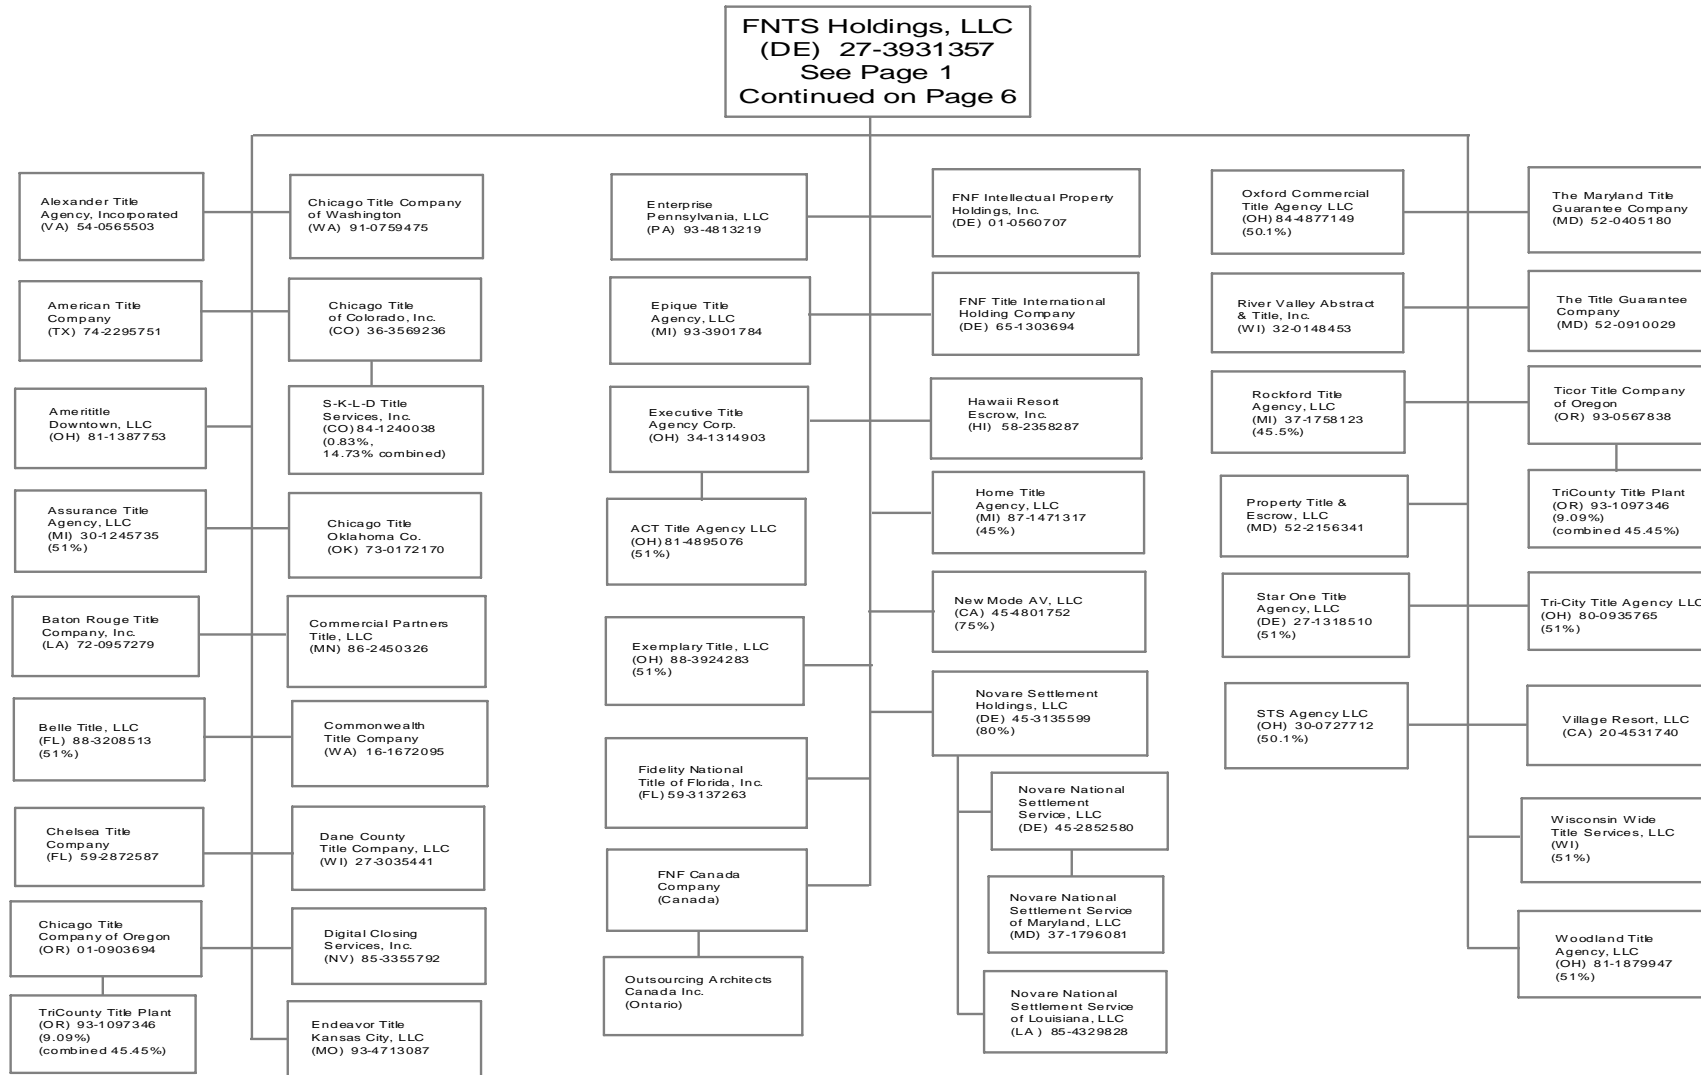 FNTS Holdings, LLC
(DE) 27-3931357
See Page 1
Continued on Page 6
Alexander Title
Agency, Incorporated
(VA) 54-0565503
Chicago Title Company
of Washington
(WA) 91-0759475
American Title
Company
(TX) 74-2295751
Chicago Title
of Colorado, Inc.
(CO) 36-3569236
S-K-L-D Title
Services, Inc.
(CO) 84-1240038
(0.83%,
14.73% combined)
Amerititle
Downtown, LLC
(OH) 81-1387753
Assurance Title
Agency, LLC
(MI) 30-1245735
(51%)
Chicago Title
Oklahoma Co.
(OK) 73-0172170
Baton Rouge Title
Company, Inc.
(LA) 72-0957279
Commercial Partners
Title, LLC
(MN) 86-2450326
Belle Title, LLC
(FL) 88-3208513
(51%)
Commonwealth
Title Company
(WA) 16-1672095
Chelsea Title
Company
(FL) 59-2872587
Dane County
Title Company, LLC
(WI) 27-3035441
Chicago Title
Company of Oregon
(OR) 01-0903694
Digital Closing
Services, Inc.
(NV) 85-3355792
TriCounty Title Plant
(OR) 93-1097346
(9.09%)
(combined 45.45%)
Endeavor Title
Kansas City, LLC
(MO) 93-4713087
Enterprise
Pennsylvania, LLC
(PA) 93-4813219
FNF Intellectual Property
Holdings, Inc.
(DE) 01-0560707
Epique Title
Agency, LLC
(MI) 93-3901784
FNF Title International
Holding Company
(DE) 65-1303694
Executive Title
Agency Corp.
(OH) 34-1314903
Hawaii Resort
Escrow, Inc.
(HI) 58-2358287
ACT Title Agency LLC
(OH) 81-4895076
(51%)
Home Title
Agency, LLC
(MI) 87-1471317
(45%)
New Mode AV, LLC
(CA) 45-4801752
(75%)
Exemplary Title, LLC
(OH) 88-3924283
(51%)
Novare Settlement
Holdings, LLC
(DE) 45-3135599
(80%)
Fidelity National
Title of Florida, Inc.
(FL) 59-3137263
Novare National
Settlement
Service, LLC
(DE) 45-2852580
FNF Canada
Company
(Canada)
Novare National
Settlement Service
of Maryland, LLC
(MD) 37-1796081
Outsourcing Architects
Canada Inc.
(Ontario)
Novare National
Settlement Service
of Louisiana, LLC
(LA ) 85-4329828
Oxford Commercial
Title Agency LLC
(OH) 84-4877149
(50.1%)
The Maryland Title
Guarantee Company
(MD) 52-0405180
River Valley Abstract
& Title, Inc.
(WI) 32-0148453
The Title Guarantee
Company
(MD) 52-0910029
Rockford Title
Agency, LLC
(MI) 37-1758123
(45.5%)
Ticor Title Company
of Oregon
(OR) 93-0567838
Property Title &
Escrow, LLC
(MD) 52-2156341
TriCounty Title Plant
(OR) 93-1097346
(9.09%)
(combined 45.45%)
Star One Title
Agency, LLC
(DE) 27-1318510
(51%)
Tri-City Title Agency LLC
(OH) 80-0935765
(51%)
STS Agency LLC
(OH) 30-0727712
(50.1%)
Village Resort, LLC
(CA) 20-4531740
Wisconsin Wide
Title Services, LLC
(WI)
(51%)
Woodland Title
Agency, LLC
(OH) 81-1879947
(51%)